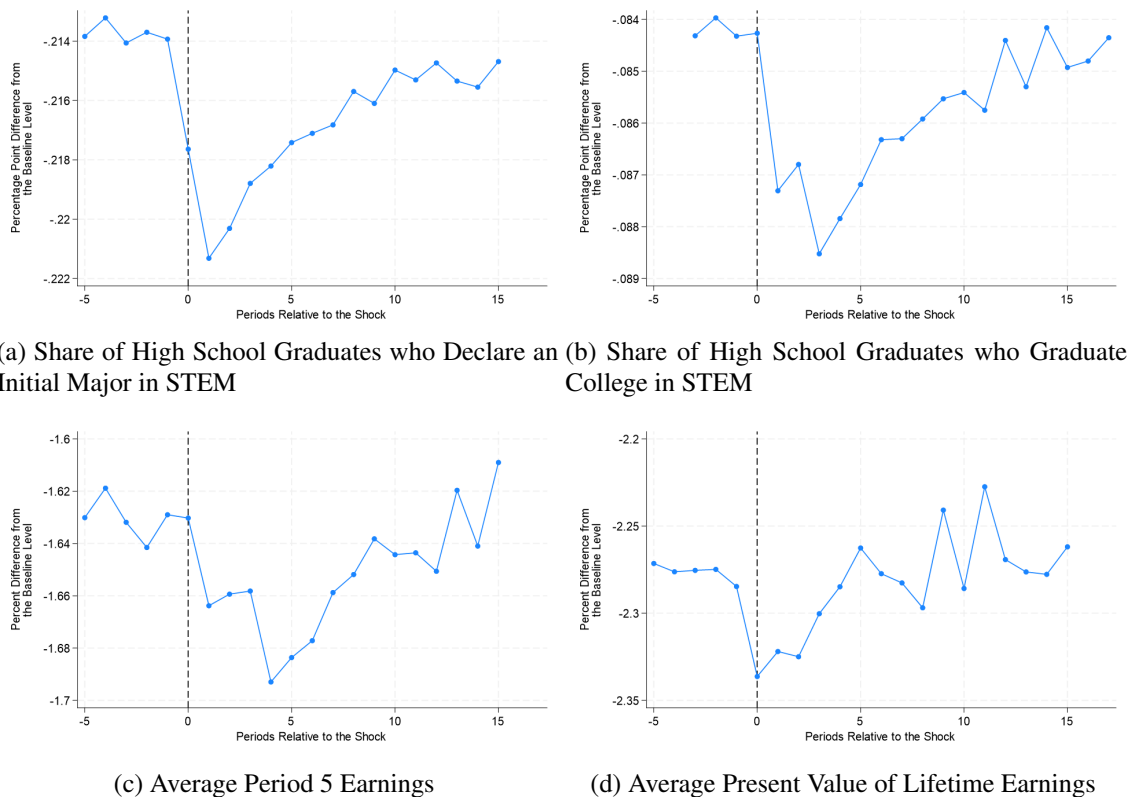 -.214
-.216
-.218
-.22
-.222
Percentage Point Difference from
the Baseline Level
-5 0 5 10 15
Periods Relative to the Shock
-.084
-.085
-.086
-.087
-.088
-.089
Percentage Point Difference from
the Baseline Level
-5 0 5 10 15
Periods Relative to the Shock
(a) Share of High School Graduates who Declare an
Initial Major in STEM
(b) Share of High School Graduates who Graduate
College in STEM
-1.6
-1.62
-1.64
-1.66
-1.68
-1.7
Percent Difference from
the Baseline Level
-5 0 5 10 15
Periods Relative to the Shock
-2.2
-2.25
-2.3
-2.35
Percent Difference from
the Baseline Level
-5 0 5 10 15
Periods Relative to the Shock
(c) Average Period 5 Earnings
(d) Average Present Value of Lifetime Earnings